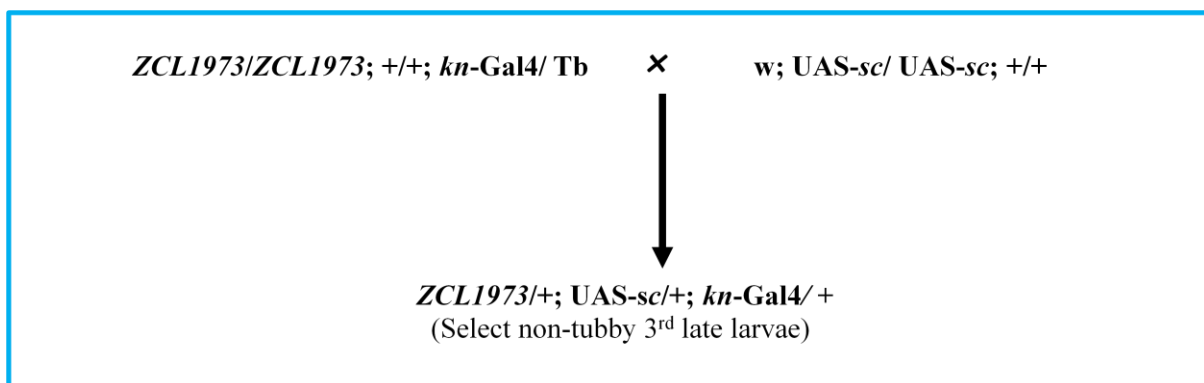 ZCL1973/ZCL1973; +/+; kn-Gal4/ Tb × w; UAS-sc/ UAS-sc; +/+
ZCL1973/+; UAS-sc/+; kn-Gal4/ +
(Select non-tubby 3rd late larvae)